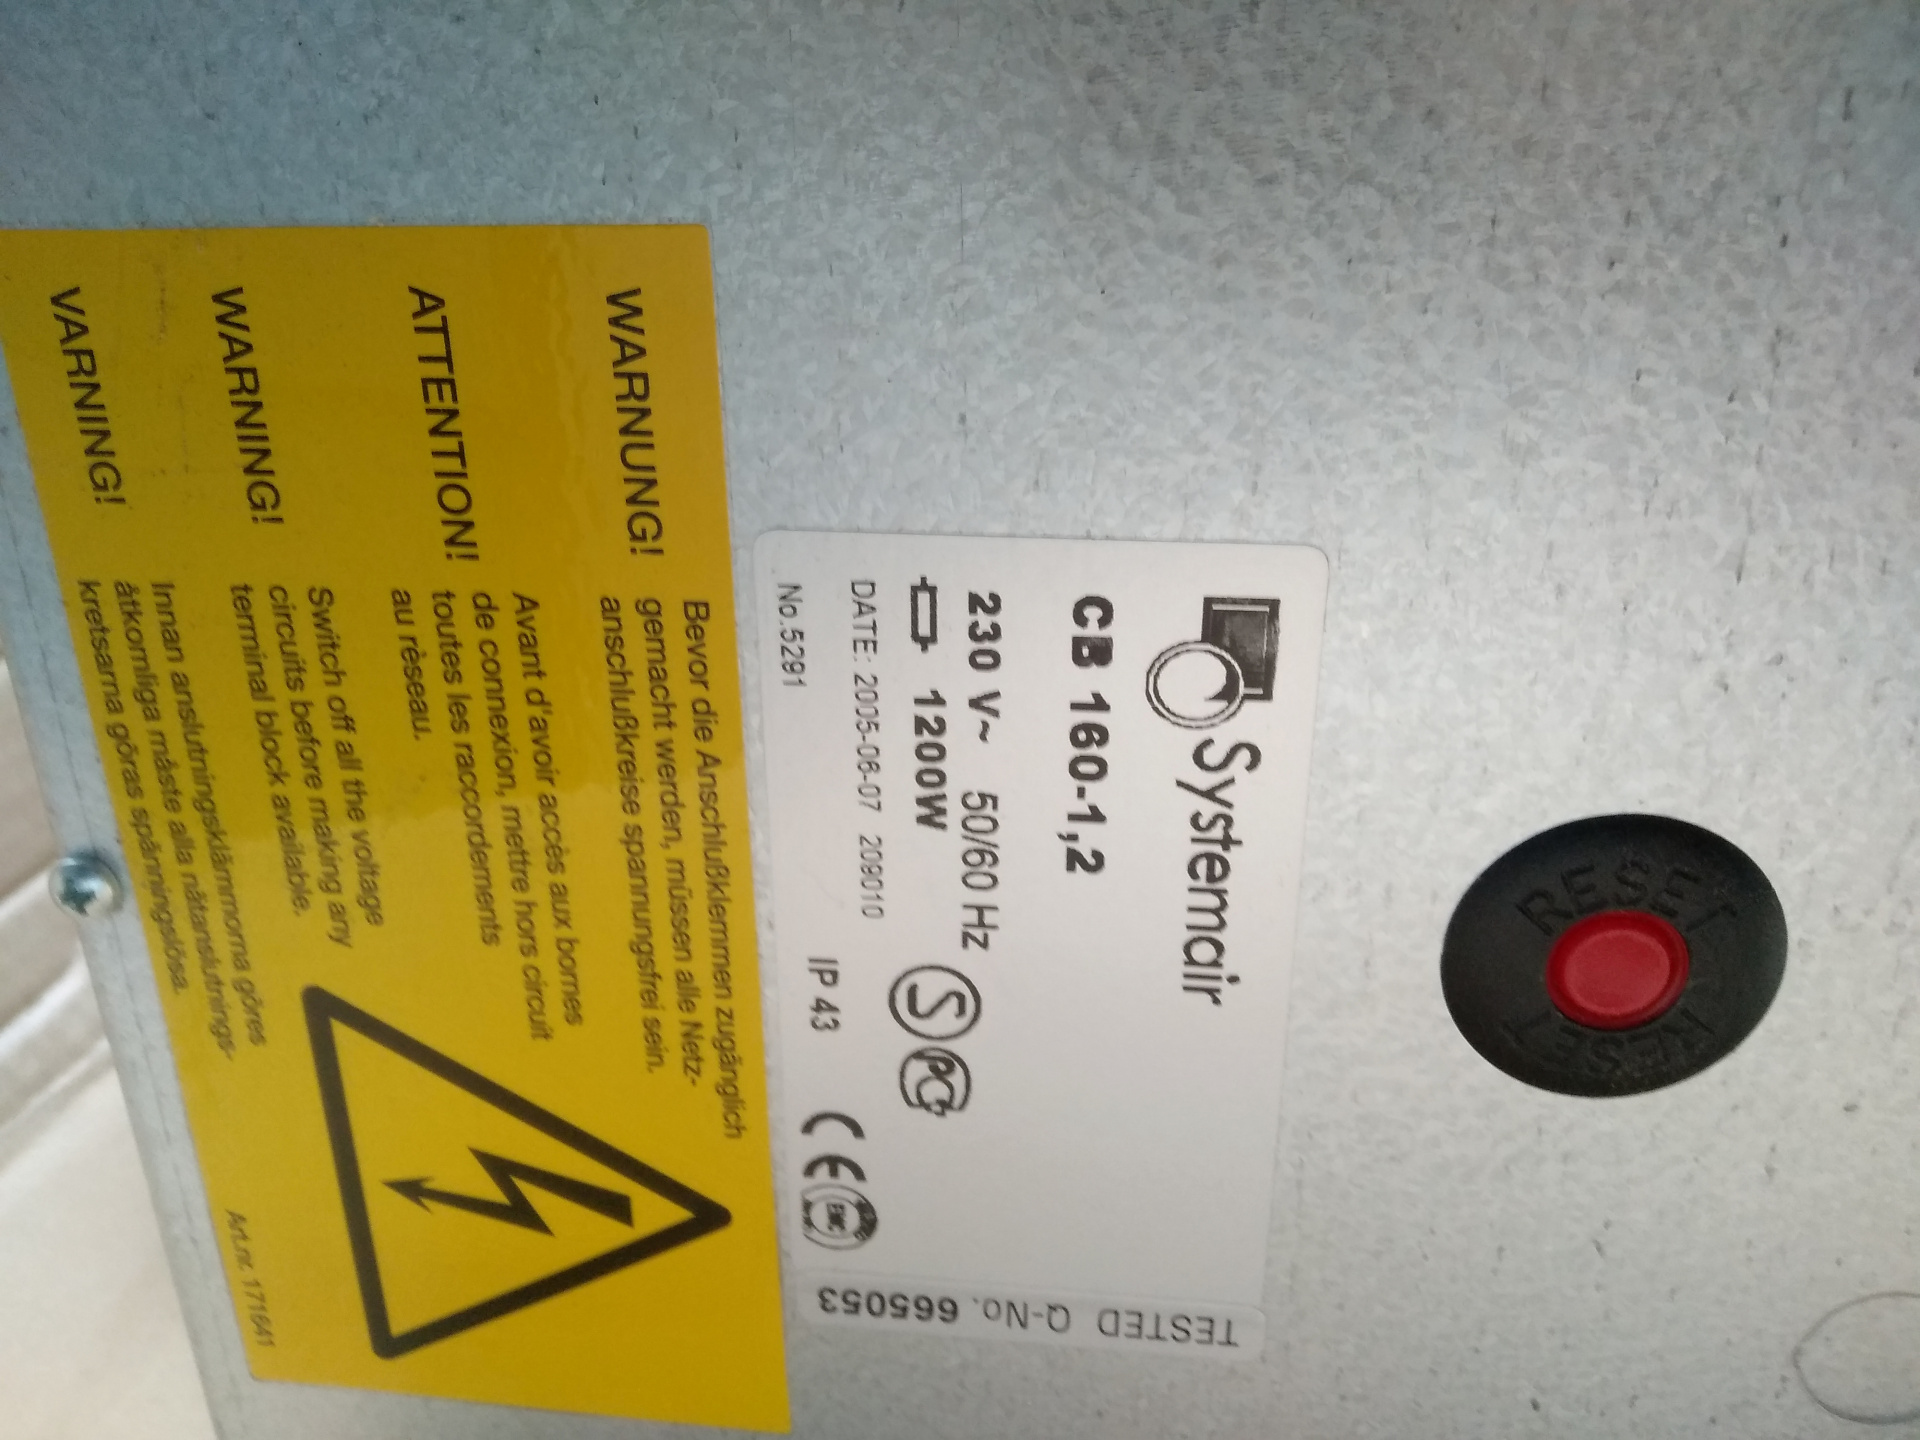 RESET
RESET
Systemair
CB 160-1,2
230 V~ 50/60 Hz
1200W
DATE: 2005-06-07 209010
No.5291
IP 43
S
PC
CE
EMC
TESTED Q-No. 665053
WARNUNG!
Bevor die Anschlußklemmen zugänglich
gemacht werden, müssen alle Netz-
anschlußkreise spannungsfrei sein.
ATTENTION!
Avant d'avoir accès aux bornes
de connexion, mettre hors circuit
toutes les raccordements
au rèseau.
WARNING!
Switch off all the voltage
circuits before making any
terminal block available.
VARNING!
Innan anslutningsklämmorna göres
åtkomliga måste alla nätanslutnings-
kretsarna göras spänningslösa.
Art.nr. 171641